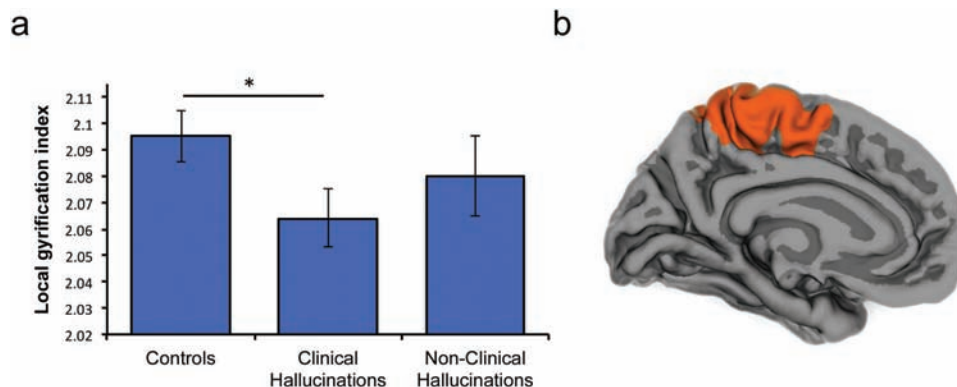 a
b
*
Local gyrification index
2.11
2.1
2.09
2.08
2.07
2.06
2.05
2.04
2.03
2.02
Controls
Clinical
Hallucinations
Non-Clinical
Hallucinations